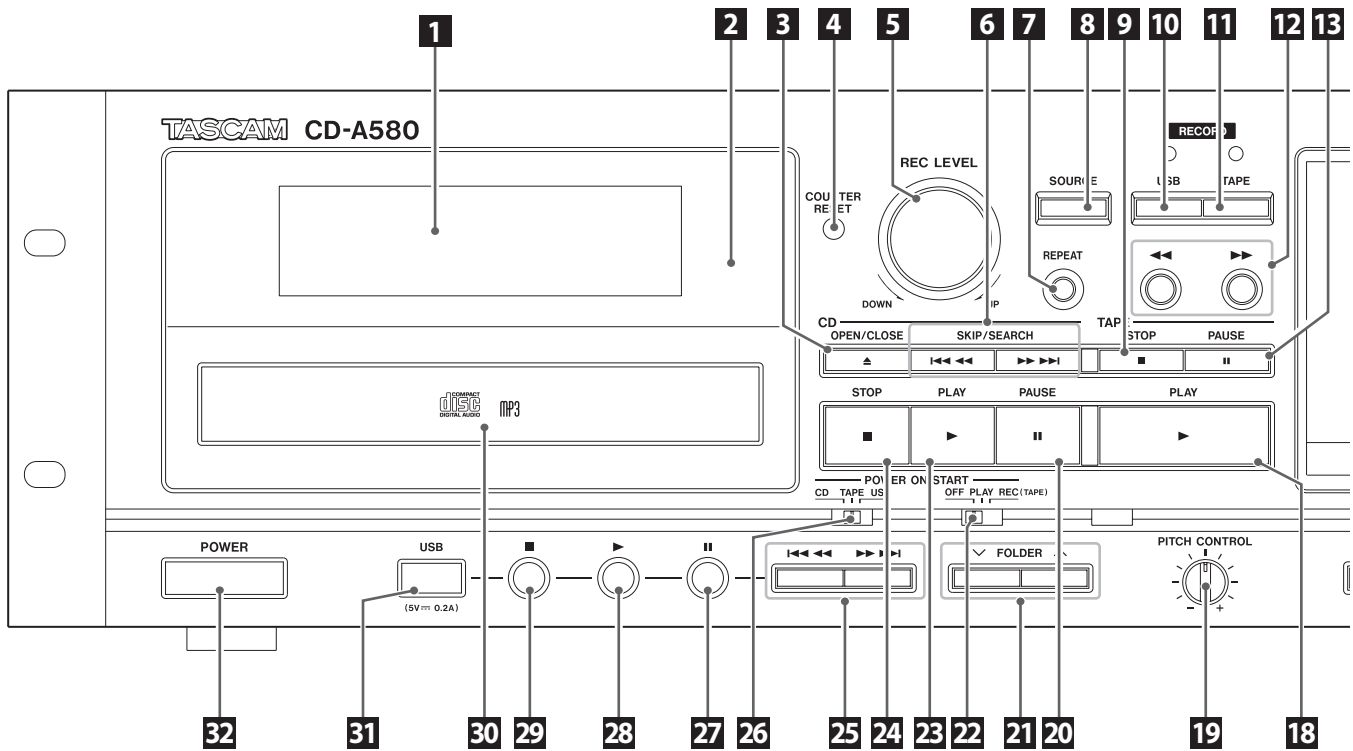 1 2 3 4 5 6 7 8 9 10 11 12 13
TASCAM CD-A580
RECORD
REC LEVEL
SOURCE USB TAPE
COUNTER
RESET
REPEAT
DOWN UP
CD TAPE
OPEN/CLOSE SKIP/SEARCH STOP PAUSE
STOP PLAY PAUSE PLAY
COMPACT
disc
DIGITAL AUDIO
MP3
POWER ON START
CD TAPE USB OFF PLAY REC(TAPE)
POWER USB FOLDER PITCH CONTROL
(5V 0.2A)
- +
32 31 30 29 28 27 26 25 24 23 22 21 20 19 18